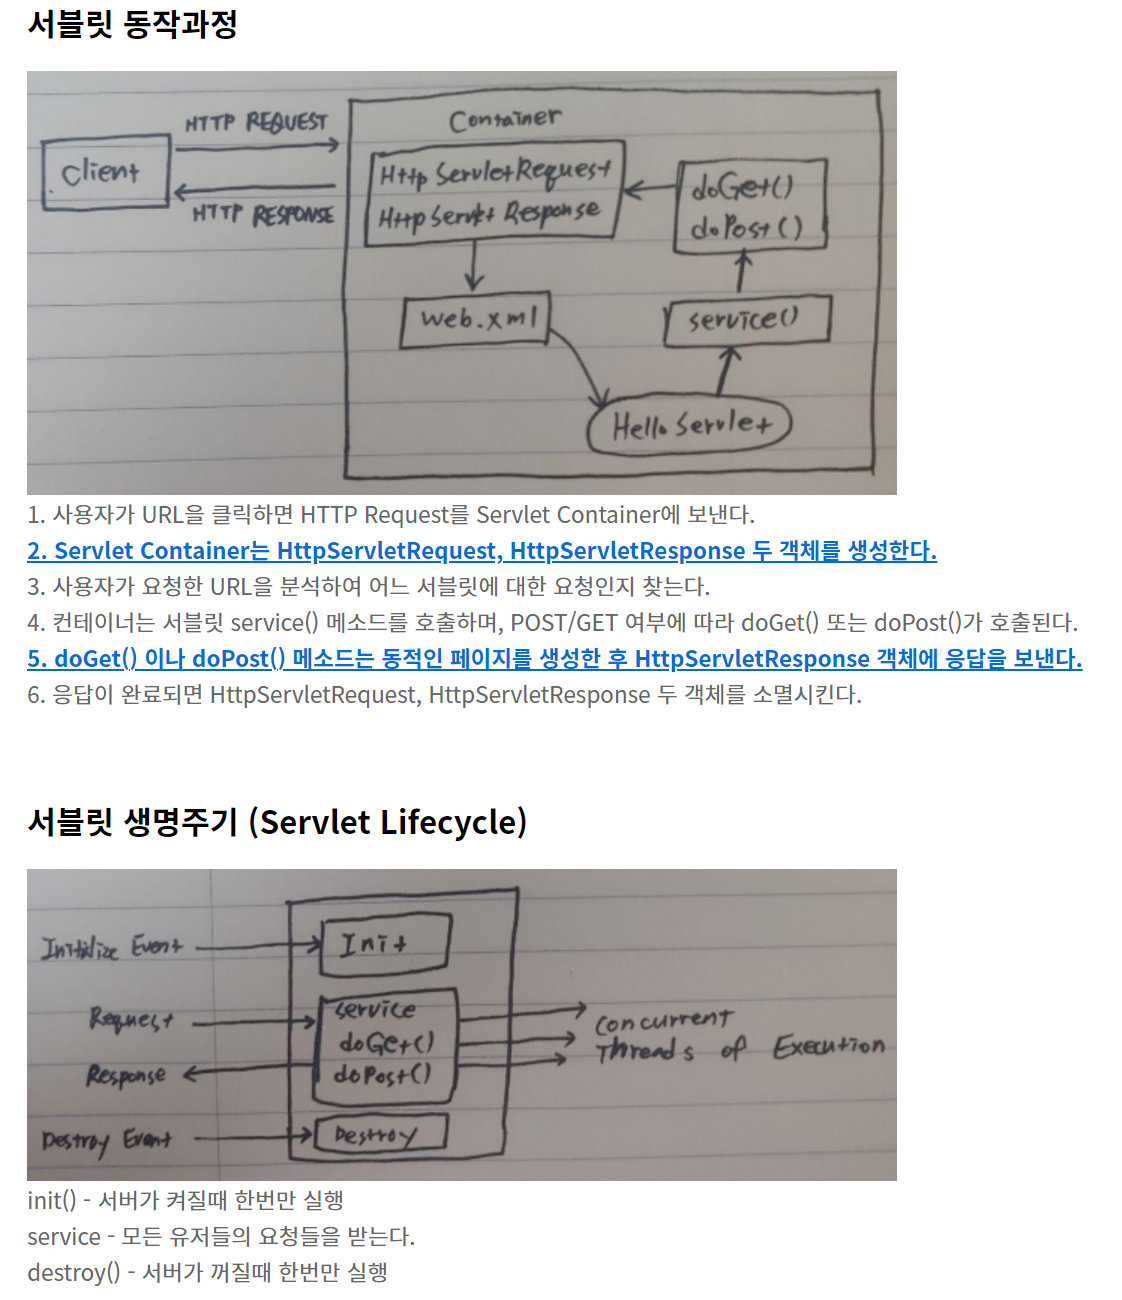 서블릿 동작과정
HTTP REQUEST
Container
Client
HttpServletRequest
HttpServlet Response
doGet()
doPost()
HTTP RESPONSE
web.xml
service()
Hello Servlet
1. 사용자가 URL을 클릭하면 HTTP Request를 Servlet Container에 보낸다.
2. Servlet Container는 HttpServletRequest, HttpServletResponse 두 객체를 생성한다.
3. 사용자가 요청한 URL을 분석하여 어느 서블릿에 대한 요청인지 찾는다.
4. 컨테이너는 서블릿 service() 메소드를 호출하며, POST/GET 여부에 따라 doGet() 또는 doPost()가 호출된다.
5. doGet() 이나 doPost() 메소드는 동적인 페이지를 생성한 후 HttpServletResponse 객체에 응답을 보낸다.
6. 응답이 완료되면 HttpServletRequest, HttpServletResponse 두 객체를 소멸시킨다.
서블릿 생명주기 (Servlet Lifecycle)
Initialize Event
Init
Request
service
doGet()
doPost()
Response
Concurrent
Threads of Execution
Destroy Event
Destroy
init() - 서버가 켜질때 한번만 실행
service - 모든 유저들의 요청들을 받는다.
destroy() - 서버가 꺼질때 한번만 실행